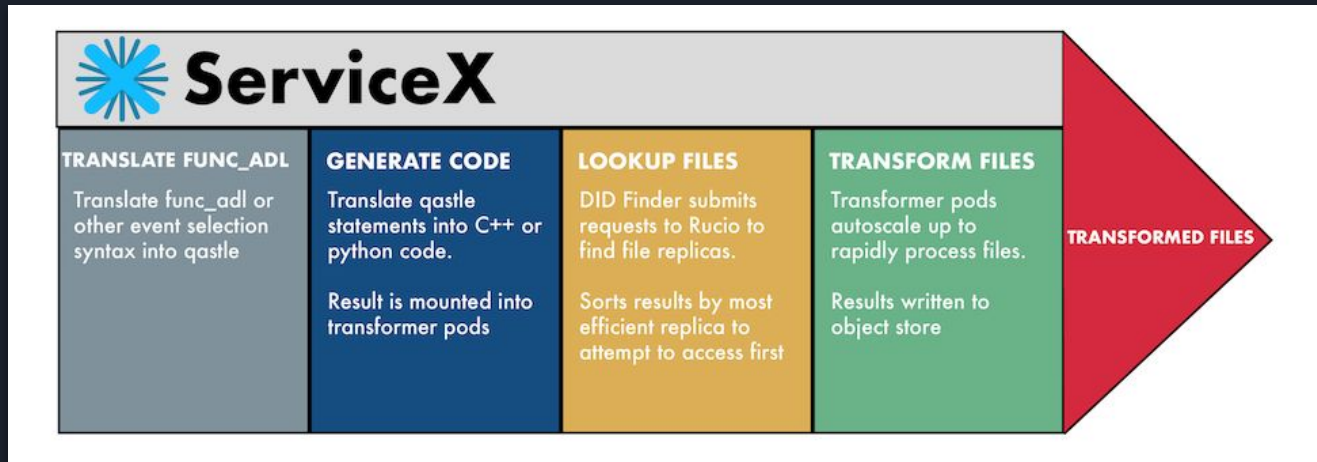 ServiceX
TRANSLATE FUNC_ADL
Translate func_adl or
other event selection
syntax into qastle
GENERATE CODE
Translate qastle
statements into C++ or
python code.
Result is mounted into
transformer pods
LOOKUP FILES
DID Finder submits
requests to Rucio to
find file replicas.
Sorts results by most
efficient replica to
attempt to access first
TRANSFORM FILES
Transformer pods
autoscale up to
rapidly process files.
Results written to
object store
TRANSFORMED FILES